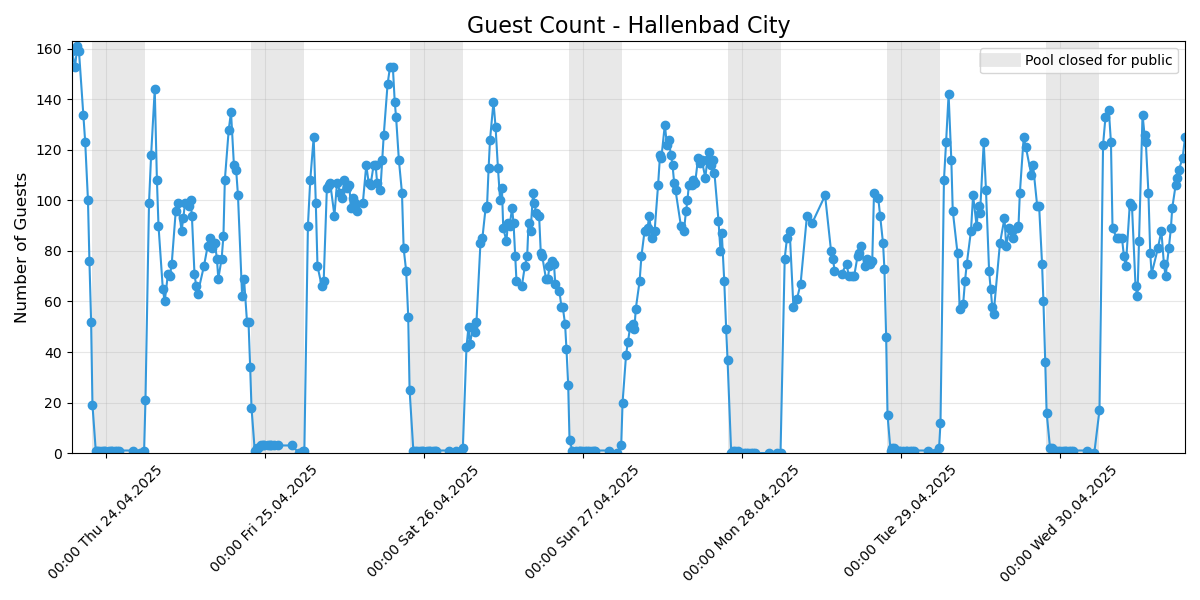 Guest Count - Hallenbad City
Pool closed for public
Number of Guests
160
140
120
100
80
60
40
20
0
00:00 Thu 24.04.2025
00:00 Fri 25.04.2025
00:00 Sat 26.04.2025
00:00 Sun 27.04.2025
00:00 Mon 28.04.2025
00:00 Tue 29.04.2025
00:00 Wed 30.04.2025